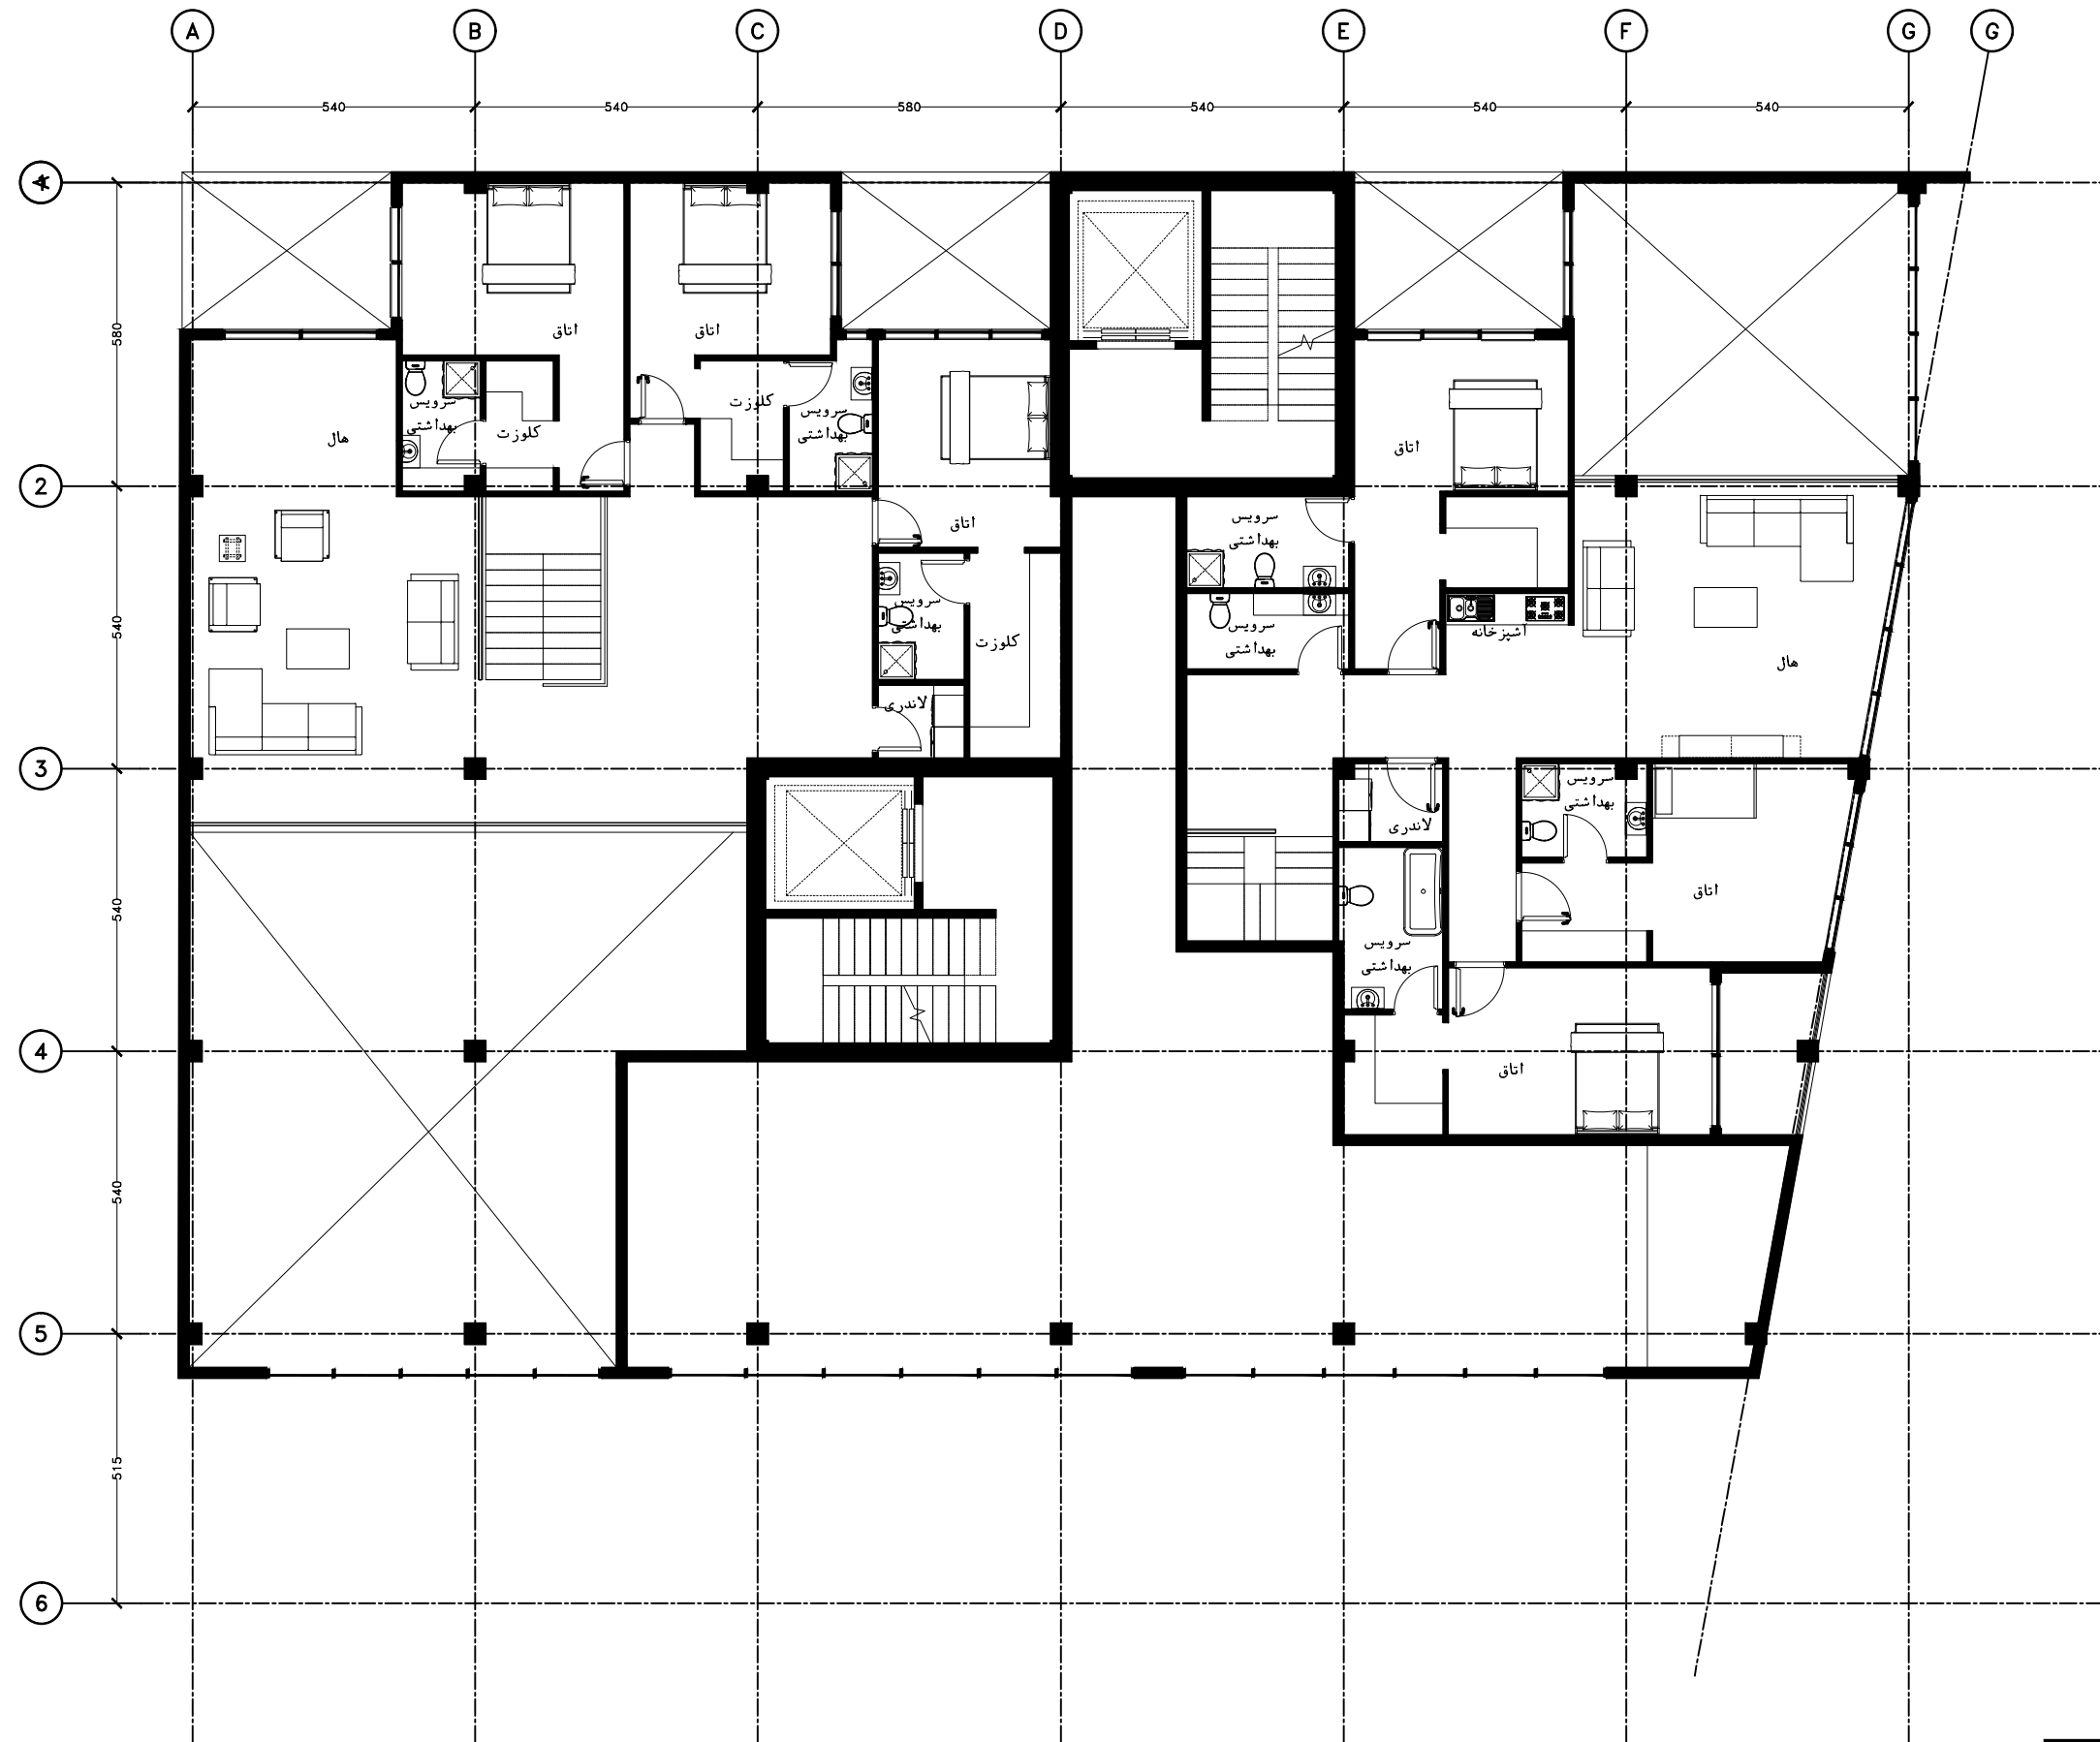 A B C D E F G G
540 540 580 540 540 540
1
580
اتاق
اتاق
سرویس
بهداشتی
کلوزت
کلوزت
سرویس
بهداشتی
هال
اتاق
2
اتاق
سرویس
بهداشتی
اتاق
سرویس
بهداشتی
کلوزت
سرویس
بهداشتی
آشپزخانه
هال
540
لاندری
3
سرویس
بهداشتی
لاندری
اتاق
540
سرویس
بهداشتی
4
اتاق
540
5
515
6